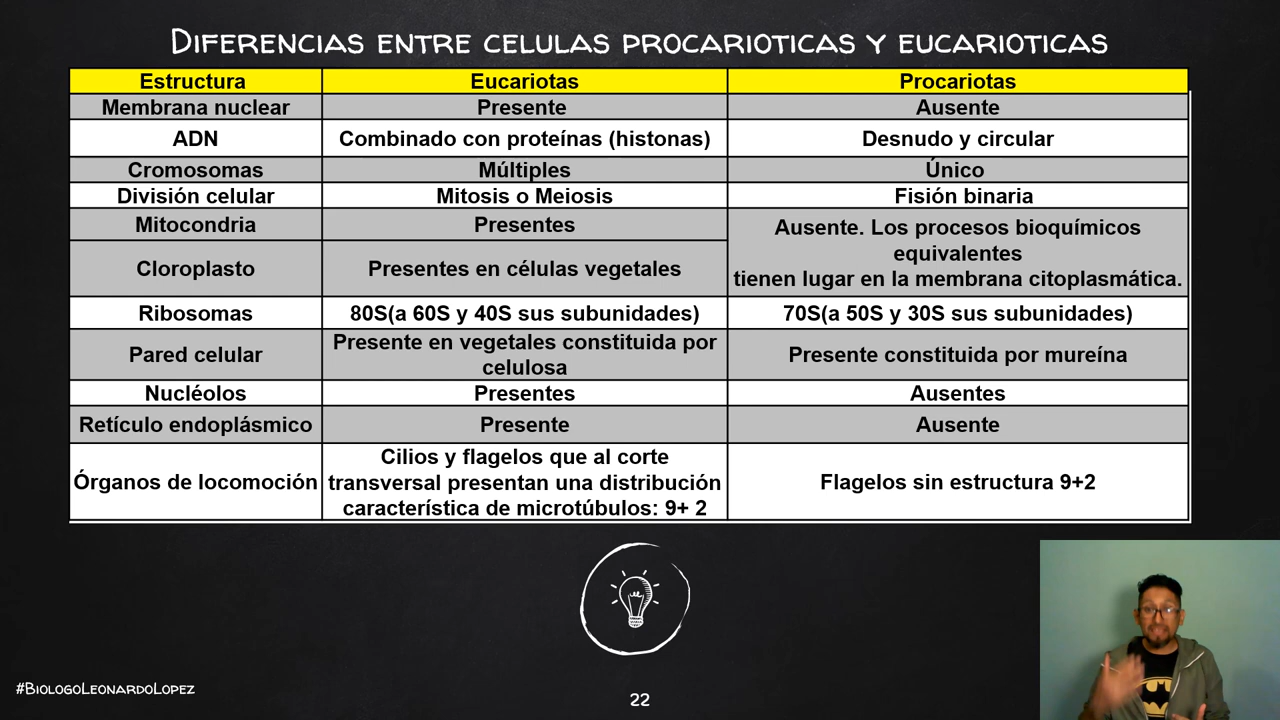 DIFERENCIAS ENTRE CELULAS PROCARIOTICAS Y EUCARIOTICAS
Estructura Eucariotas Procariotas
Membrana nuclear Presente Ausente
ADN Combinado con proteínas (histonas) Desnudo y circular
Cromosomas Múltiples Único
División celular Mitosis o Meiosis Fisión binaria
Mitocondria Presentes
Ausente. Los procesos bioquímicos
equivalentes
tienen lugar en la membrana citoplasmática.
Cloroplasto Presentes en células vegetales
Ribosomas 80S(a 60S y 40S sus subunidades) 70S(a 50S y 30S sus subunidades)
Pared celular
Presente en vegetales constituida por
celulosa
Presente constituida por mureína
Nucléolos Presentes Ausentes
Retículo endoplásmico Presente Ausente
Órganos de locomoción
Cilios y flagelos que al corte
transversal presentan una distribución
característica de microtúbulos: 9+ 2
Flagelos sin estructura 9+2
#BIOLOGOLEONARDOLOPEZ
22